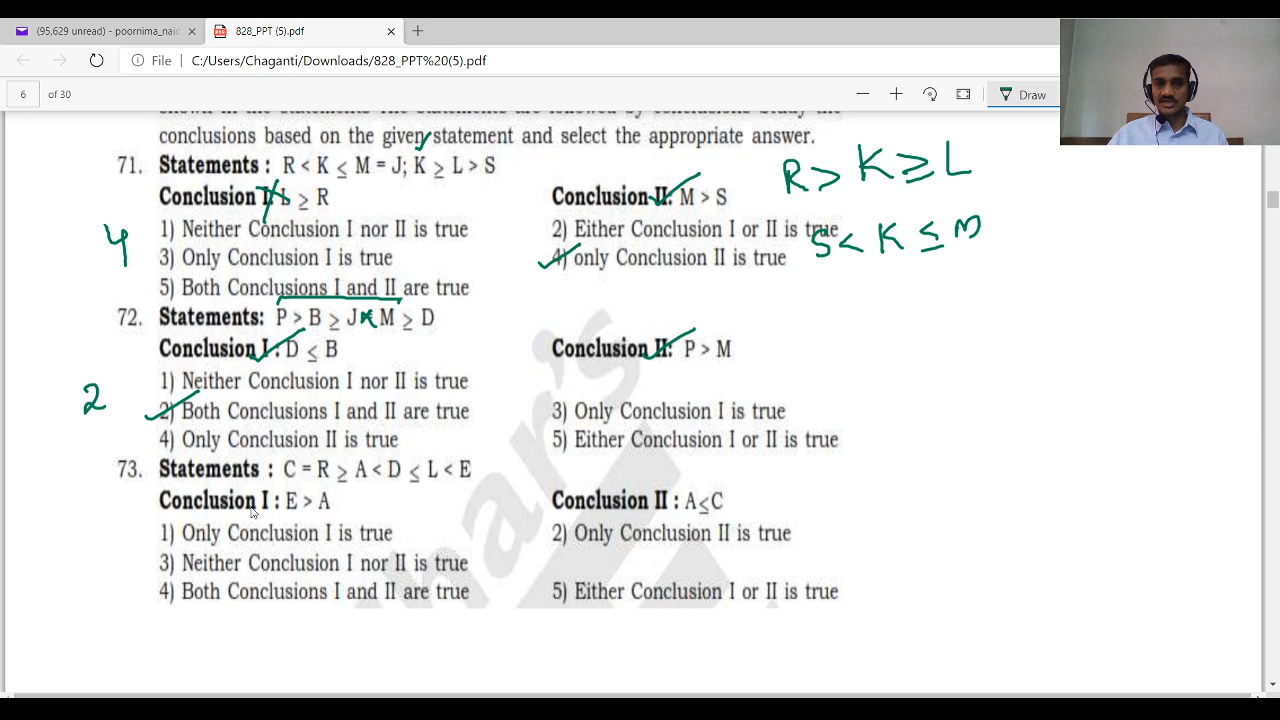 (95,629 unread) - poornima_naid
828_PPT (5).pdf
File | C:/Users/Chaganti/Downloads/828_PPT%20(5).pdf
6 of 30
Draw
conclusions based on the given statement and select the appropriate answer.
71. Statements : R < K ≤ M = J; K ≥ L > S
Conclusion I: L ≥ R Conclusion II: M > S
1) Neither Conclusion I nor II is true 2) Either Conclusion I or II is true
3) Only Conclusion I is true 4) only Conclusion II is true
5) Both Conclusions I and II are true
R > K ≥ L
S < K ≤ M
4
72. Statements: P > B ≥ J M ≥ D
Conclusion I : D ≤ B Conclusion II: P > M
1) Neither Conclusion I nor II is true
2) Both Conclusions I and II are true 3) Only Conclusion I is true
4) Only Conclusion II is true 5) Either Conclusion I or II is true
2
73. Statements : C = R ≥ A < D ≤ L < E
Conclusion I : E > A Conclusion II : A ≤ C
1) Only Conclusion I is true 2) Only Conclusion II is true
3) Neither Conclusion I nor II is true
4) Both Conclusions I and II are true 5) Either Conclusion I or II is true